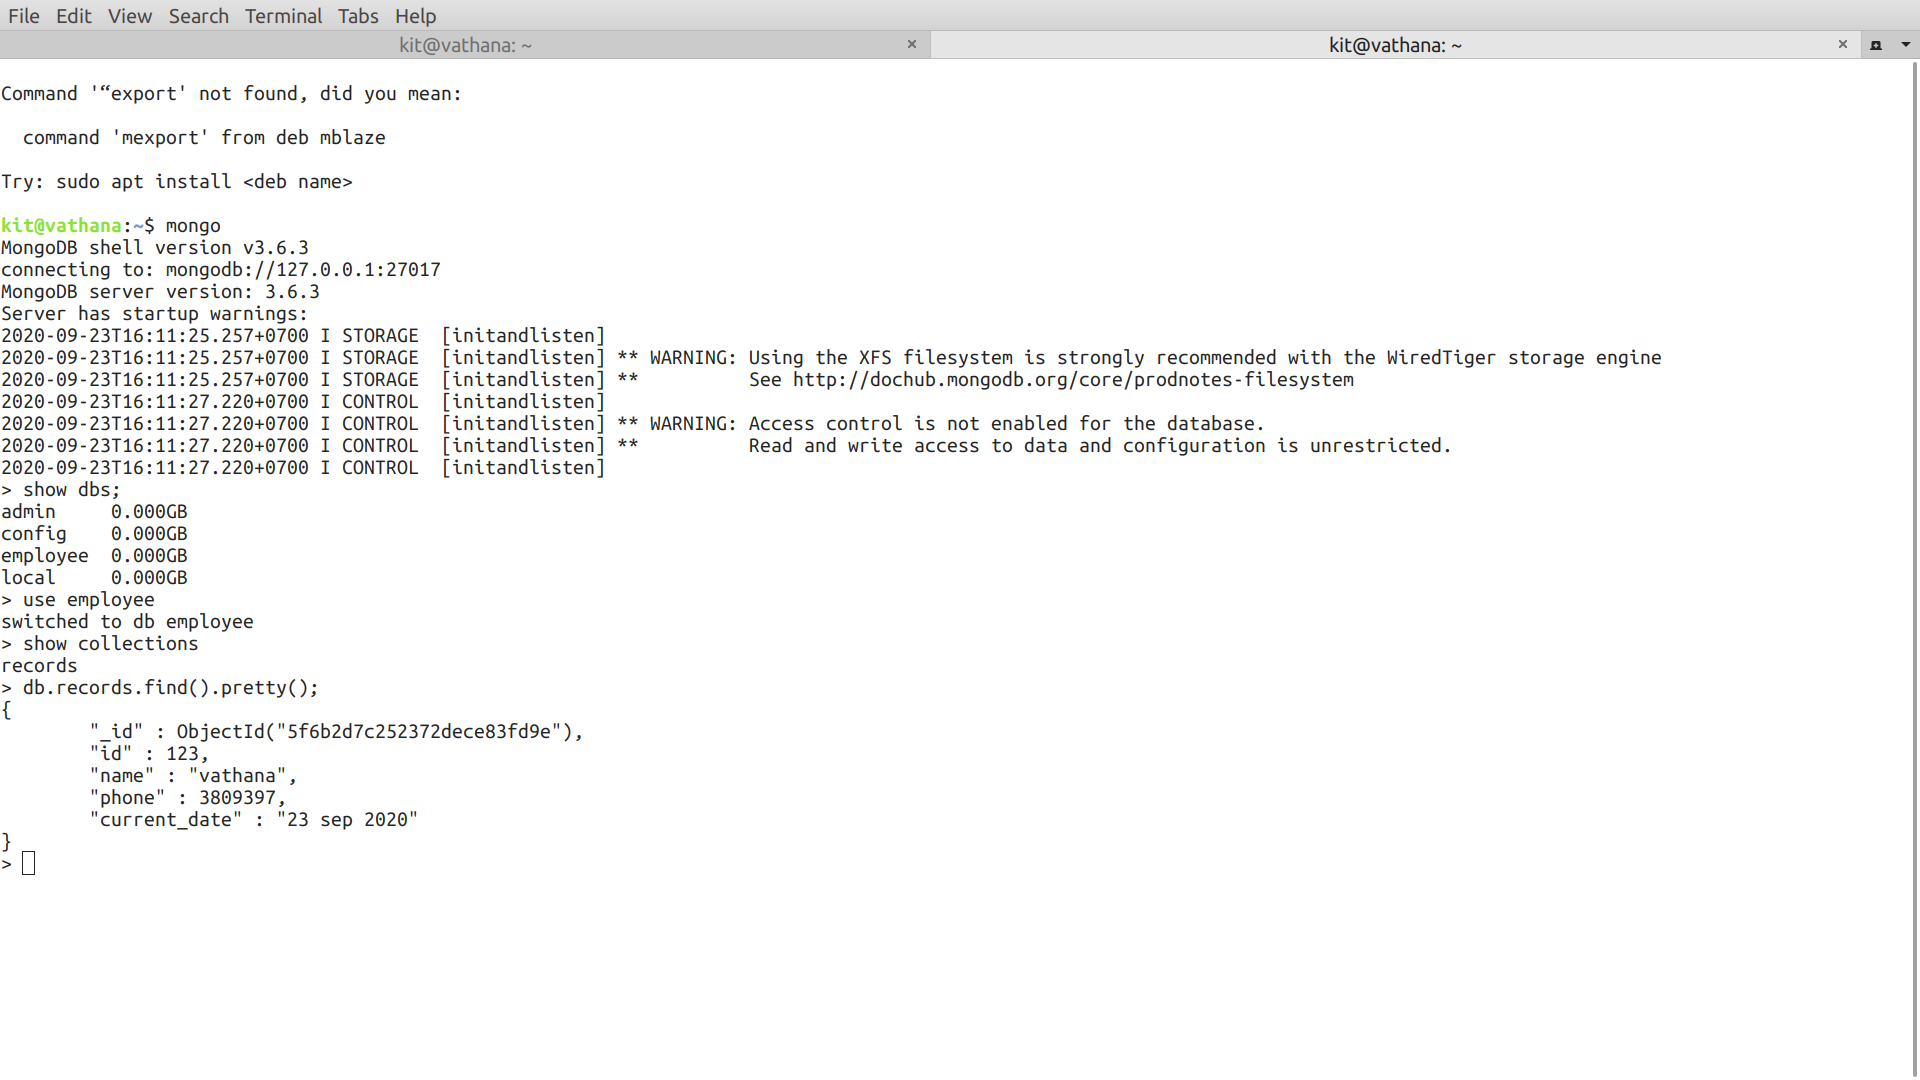 File Edit View Search Terminal Tabs Help
kit@vathana: ~ × kit@vathana: ~ ×
Command '“export' not found, did you mean:
command 'mexport' from deb mblaze
Try: sudo apt install <deb name>
kit@vathana:~$ mongo
MongoDB shell version v3.6.3
connecting to: mongodb://127.0.0.1:27017
MongoDB server version: 3.6.3
Server has startup warnings:
2020-09-23T16:11:25.257+0700 I STORAGE  [initandlisten]
2020-09-23T16:11:25.257+0700 I STORAGE  [initandlisten] ** WARNING: Using the XFS filesystem is strongly recommended with the WiredTiger storage engine
2020-09-23T16:11:25.257+0700 I STORAGE  [initandlisten] **          See http://dochub.mongodb.org/core/prodnotes-filesystem
2020-09-23T16:11:27.220+0700 I CONTROL  [initandlisten]
2020-09-23T16:11:27.220+0700 I CONTROL  [initandlisten] ** WARNING: Access control is not enabled for the database.
2020-09-23T16:11:27.220+0700 I CONTROL  [initandlisten] **          Read and write access to data and configuration is unrestricted.
2020-09-23T16:11:27.220+0700 I CONTROL  [initandlisten]
> show dbs;
admin     0.000GB
config    0.000GB
employee  0.000GB
local     0.000GB
> use employee
switched to db employee
> show collections
records
> db.records.find().pretty();
{
"_id" : ObjectId("5f6b2d7c252372dece83fd9e"),
"id" : 123,
"name" : "vathana",
"phone" : 3809397,
"current_date" : "23 sep 2020"
}
>